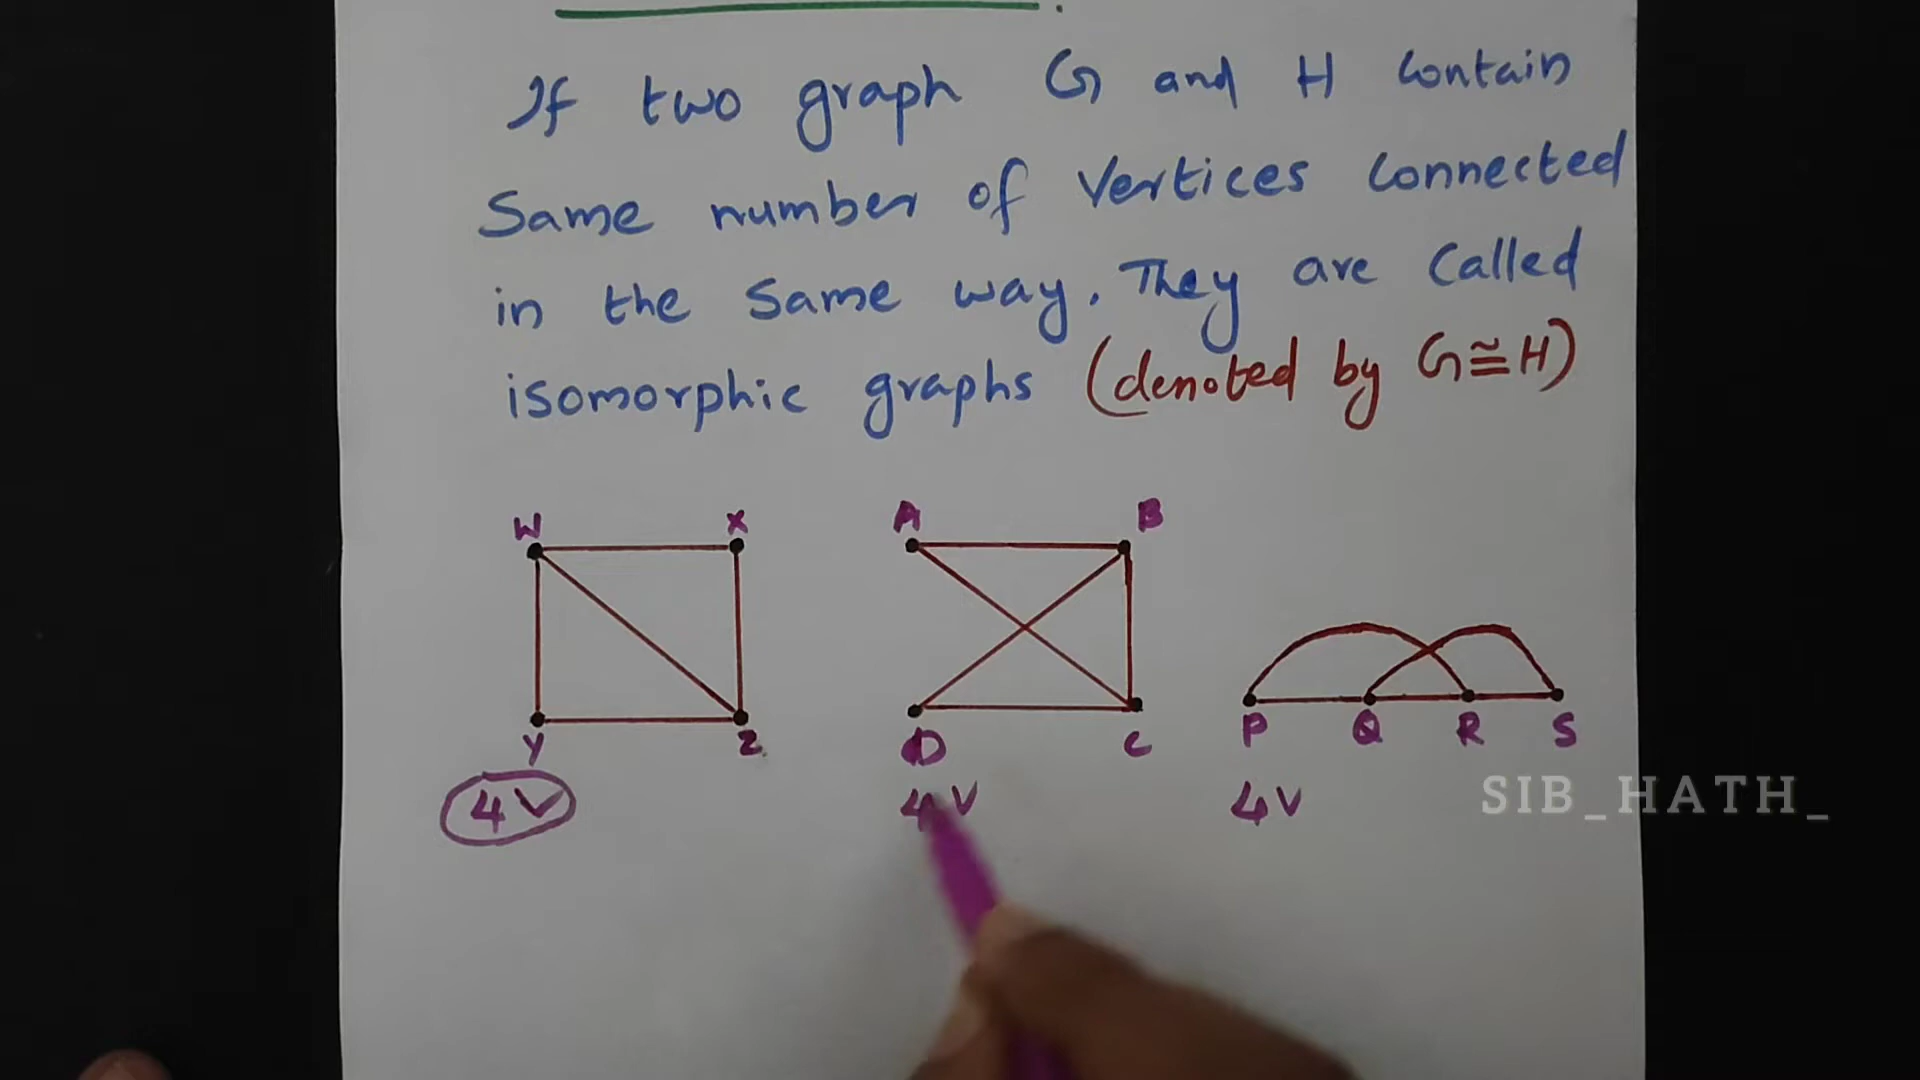 If two graph G and H contain
Same number of vertices connected
in the same way. They are called
isomorphic graphs (denoted by G≅H)
W X A B
Y Z D C P Q R S
4V 4V 4V
SIB_HATH_